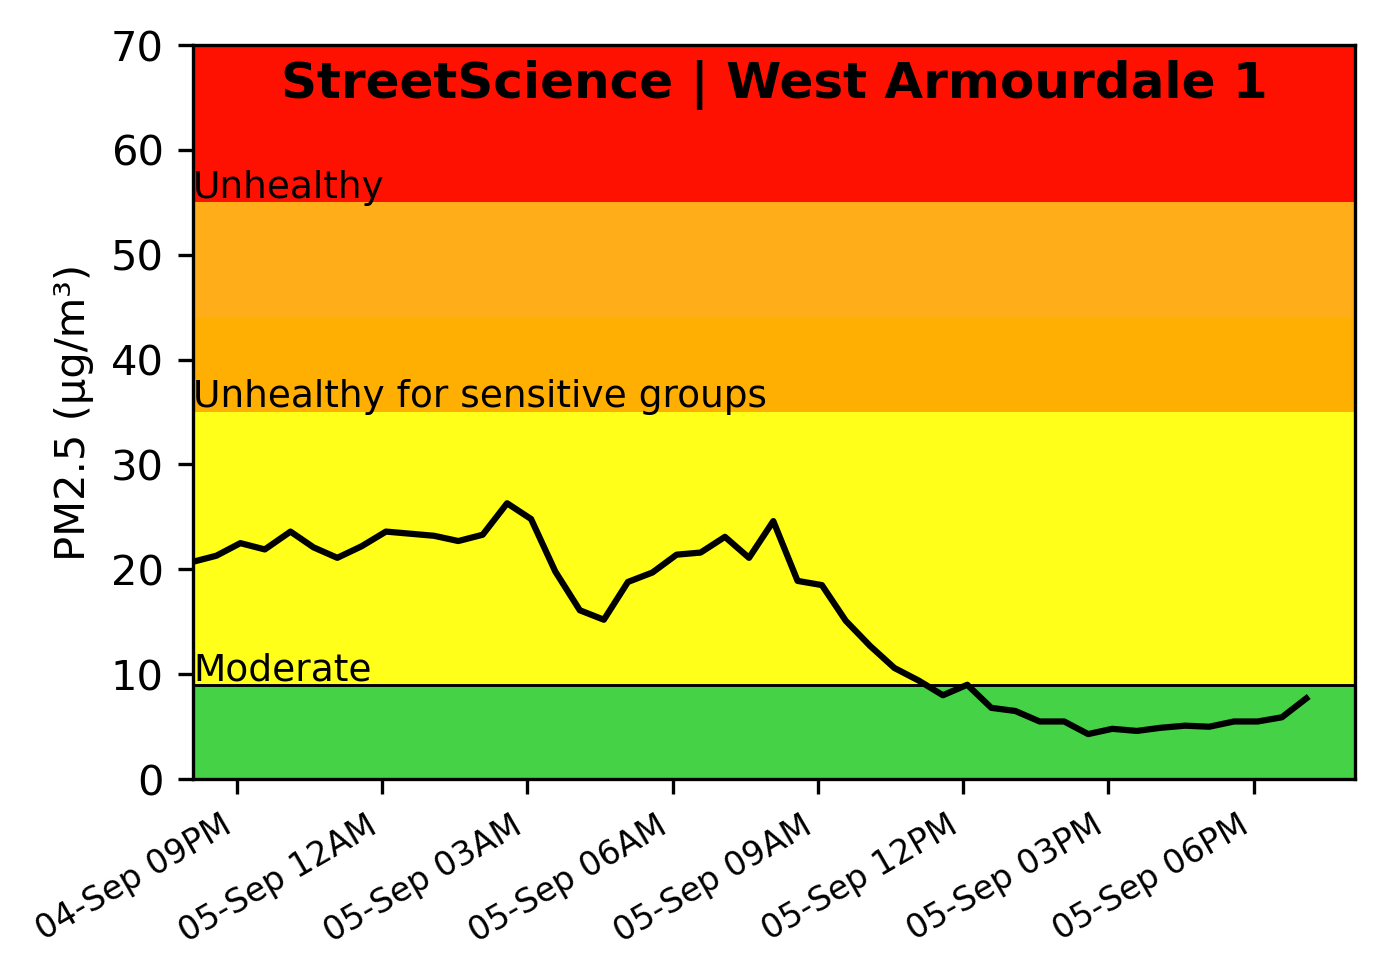 StreetScience | West Armourdale 1
70
60
50
40
30
20
10
0
PM2.5 (µg/m³)
Unhealthy
Unhealthy for sensitive groups
Moderate
04-Sep 09PM
05-Sep 12AM
05-Sep 03AM
05-Sep 06AM
05-Sep 09AM
05-Sep 12PM
05-Sep 03PM
05-Sep 06PM